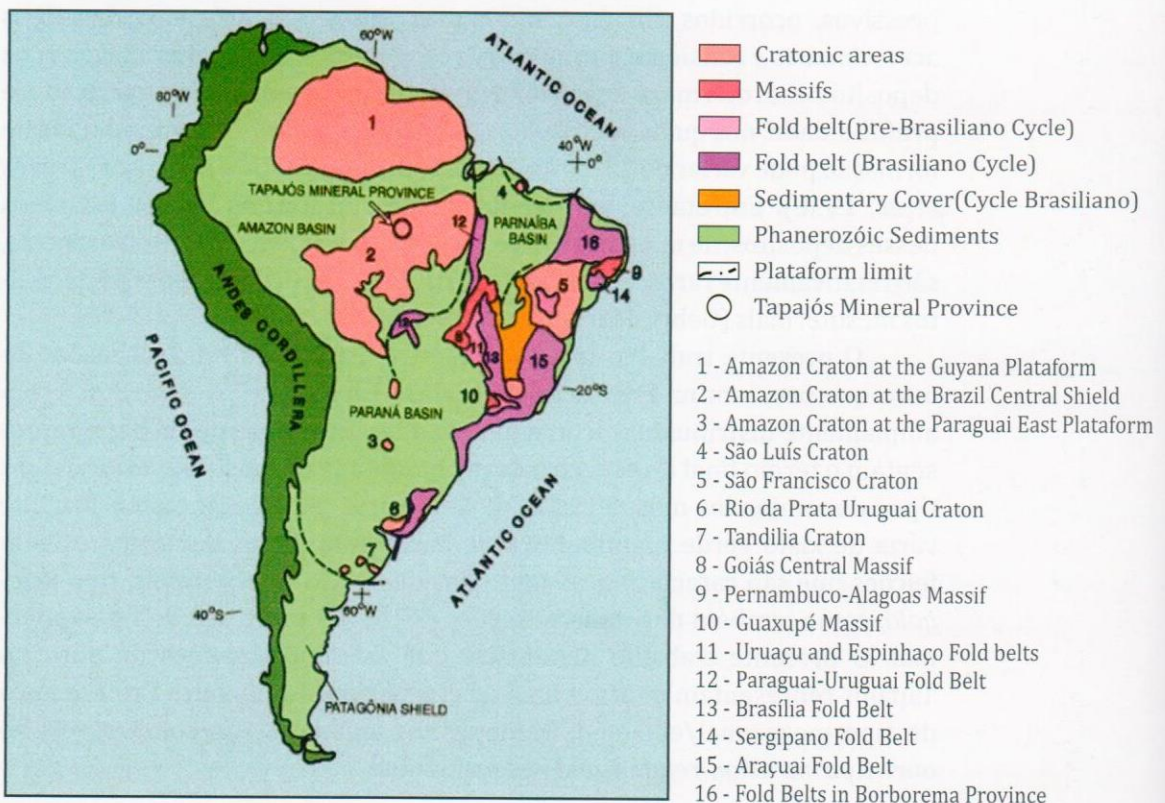 60°W
ATLANTIC OCEAN
80°W
0°
1
40°W
0°
TAPAJÓS MINERAL PROVINCE
4
AMAZON BASIN
12
PARNAÍBA
BASIN
16
2
5
9
14
ANDES CORDILLERA
PACIFIC OCEAN
8
11
13
15
20°S
PARANÁ BASIN
10
3
6
7
60°W
ATLANTIC OCEAN
40°S
PATAGÔNIA SHIELD
Cratonic areas
Massifs
Fold belt(pre-Brasiliano Cycle)
Fold belt (Brasiliano Cycle)
Sedimentary Cover(Cycle Brasiliano)
Phanerozóic Sediments
Plataform limit
Tapajós Mineral Province
1 - Amazon Craton at the Guyana Plataform
2 - Amazon Craton at the Brazil Central Shield
3 - Amazon Craton at the Paraguai East Plataform
4 - São Luís Craton
5 - São Francisco Craton
6 - Rio da Prata Uruguai Craton
7 - Tandilia Craton
8 - Goiás Central Massif
9 - Pernambuco-Alagoas Massif
10 - Guaxupé Massif
11 - Uruaçu and Espinhaço Fold belts
12 - Paraguai-Uruguai Fold Belt
13 - Brasília Fold Belt
14 - Sergipano Fold Belt
15 - Araçuai Fold Belt
16 - Fold Belts in Borborema Province